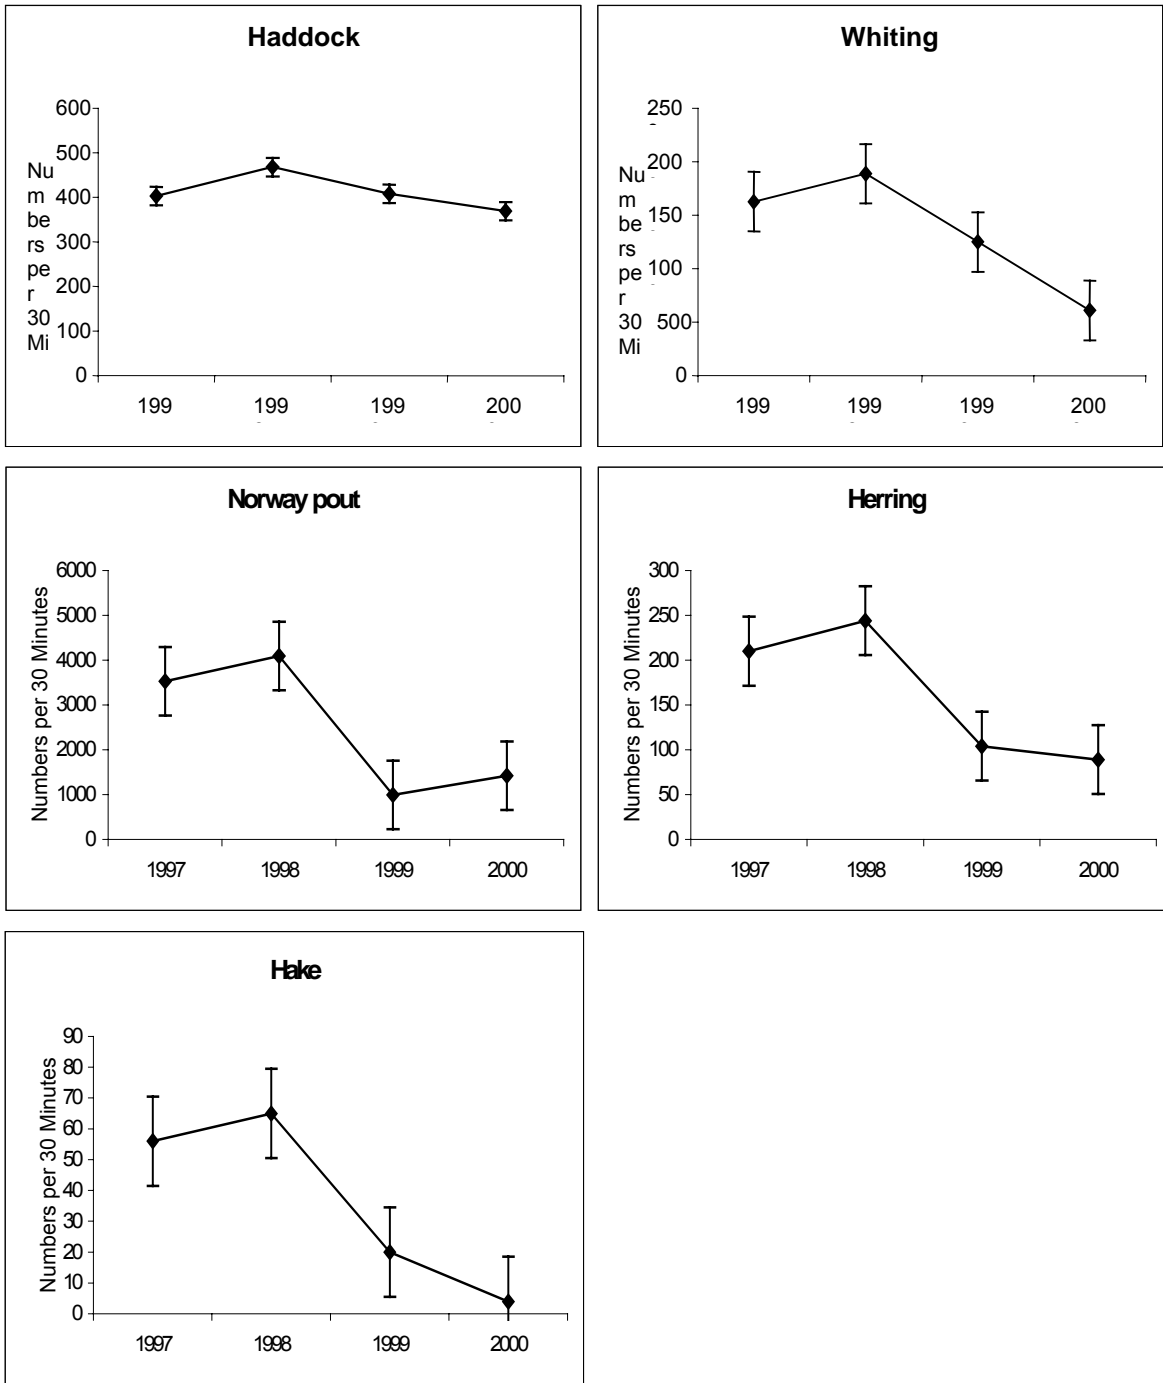 Haddock
600
500
400
300
200
100
0
Nu
m
be
rs
pe
r
30
Mi
199
199
199
200
Whiting
250
200
150
100
500
0
Nu
m
be
rs
pe
r
30
Mi
199
199
199
200
Norway pout
6000
5000
4000
3000
2000
1000
0
Numbers per 30 Minutes
1997
1998
1999
2000
Herring
300
250
200
150
100
50
0
Numbers per 30 Minutes
1997
1998
1999
2000
Hake
90
80
70
60
50
40
30
20
10
0
Numbers per 30 Minutes
1997
1998
1999
2000